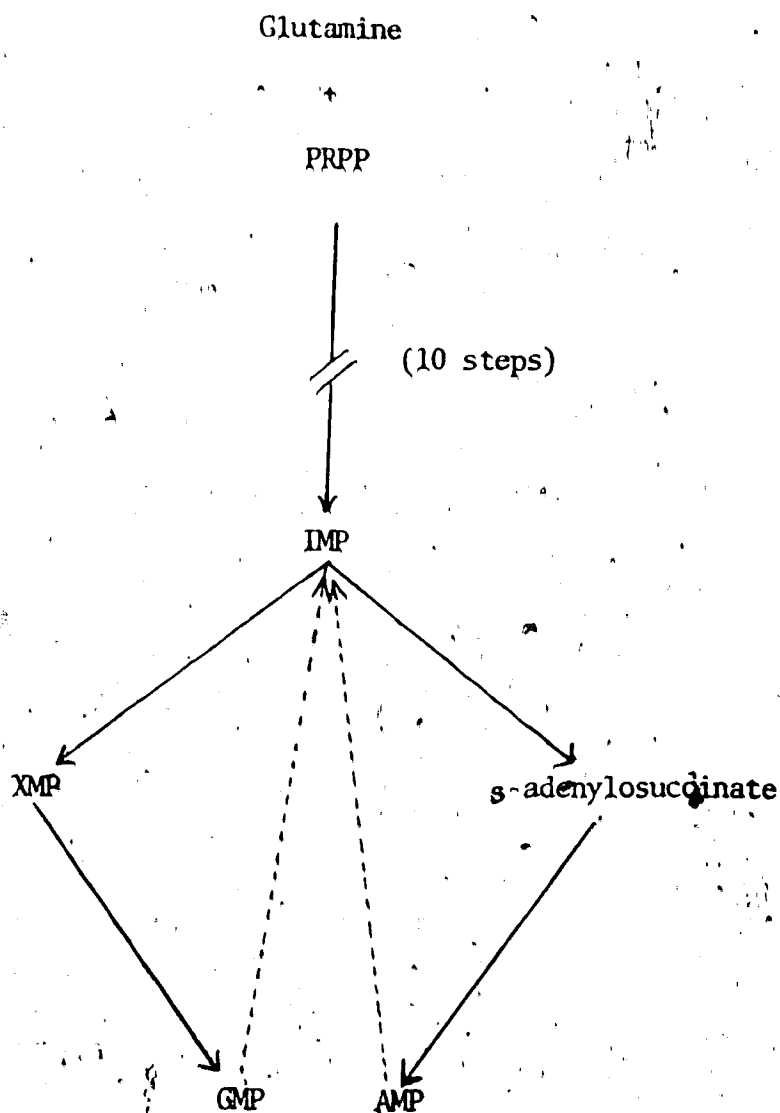 Glutamine
+
PRPP
(10 steps)
IMP
XMP
s-adenylosuccinate
GMP
AMP